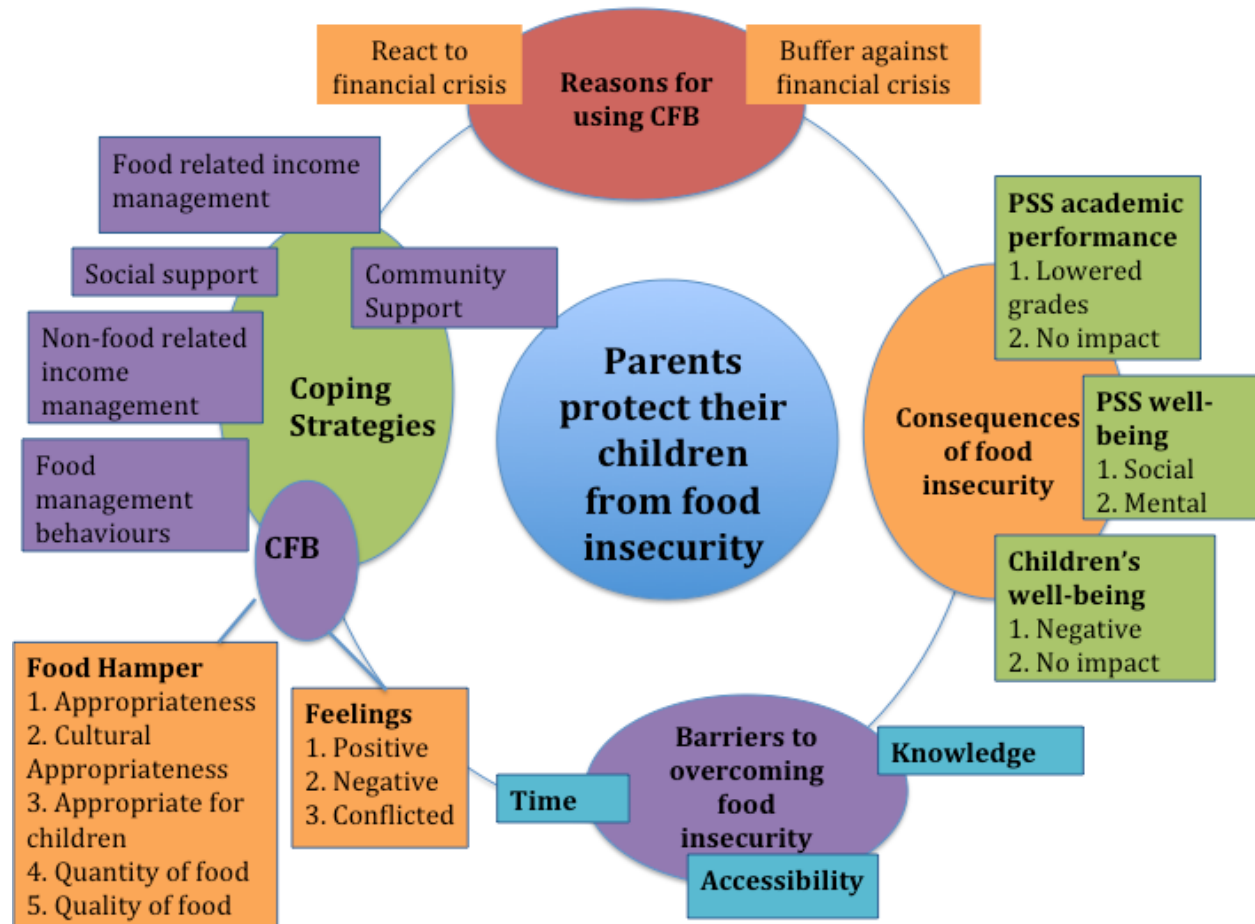 React to
financial crisis
Reasons for
using CFB
Buffer against
financial crisis
Food related income
management
Social support
Community
Support
Non-food related
income
management
Coping
Strategies
Food
management
behaviours
CFB
Food Hamper
1. Appropriateness
2. Cultural
Appropriateness
3. Appropriate for
children
4. Quantity of food
5. Quality of food
Feelings
1. Positive
2. Negative
3. Conflicted
Parents
protect their
children
from food
insecurity
PSS academic
performance
1. Lowered
grades
2. No impact
Consequences
of food
insecurity
PSS well-
being
1. Social
2. Mental
Children's
well-being
1. Negative
2. No impact
Barriers to
overcoming
food
insecurity
Knowledge
Time
Accessibility